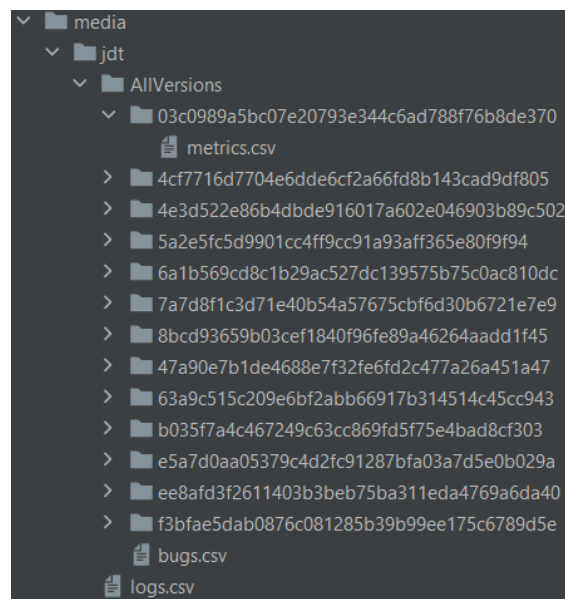 media
jdt
AllVersions
03c0989a5bc07e20793e344c6ad788f76b8de370
metrics.csv
4cf7716d7704e6dde6cf2a66fd8b143cad9df805
4e3d522e86b4dbde916017a602e046903b89c502
5a2e5fc5d9901cc4ff9cc91a93aff365e80f9f94
6a1b569cd8c1b29ac527dc139575b75c0ac810dc
7a7d8f1c3d71e40b54a57675cbf6d30b6721e7e9
8bcd93659b03cef1840f96fe89a46264aadd1f45
47a90e7b1de4688e7f32fe6fd2c477a26a451a47
63a9c515c209e6bf2abb66917b314514c45cc943
b035f7a4c467249c63cc869fd5f75e4bad8cf303
e5a7d0aa05379c4d2fc91287bfa03a7d5e0b029a
ee8afd3f2611403b3beb75ba311eda4769a6da40
f3bfae5dab0876c081285b39b99ee175c6789d5e
bugs.csv
logs.csv